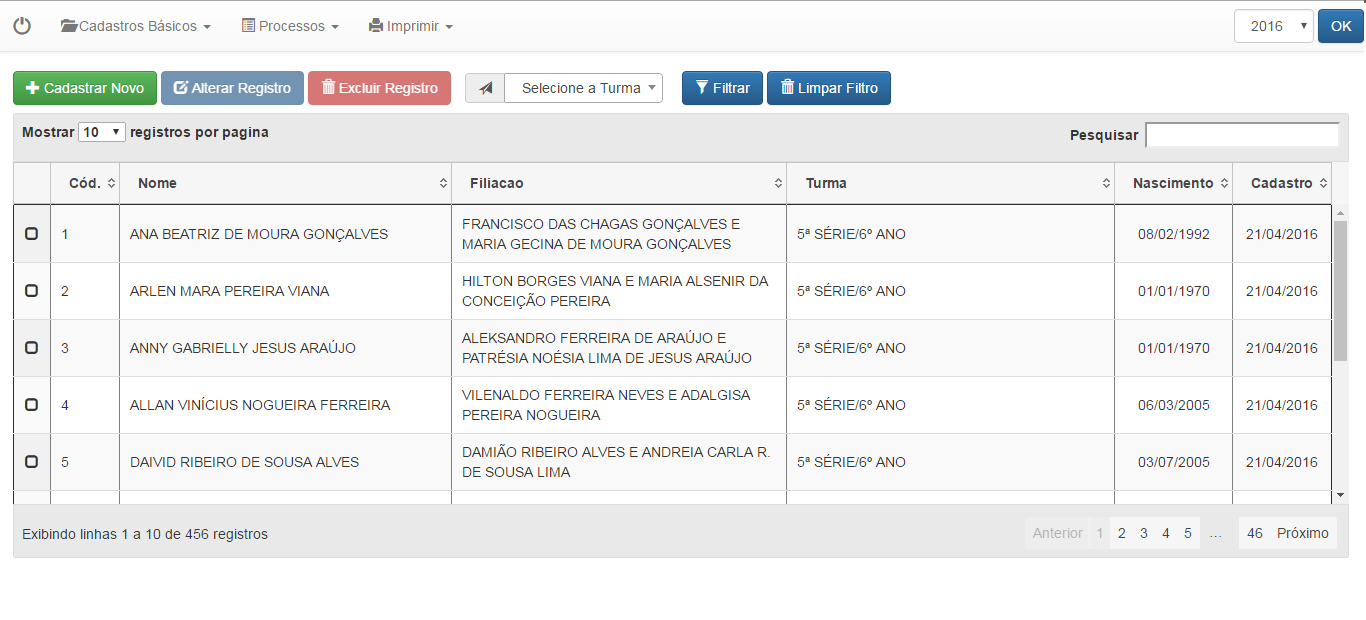 Cadastros Básicos Processos Imprimir 2016 OK
Cadastrar Novo Alterar Registro Excluir Registro Selecione a Turma Filtrar Limpar Filtro
Mostrar 10 registros por pagina Pesquisar
Cód. Nome Filiacao Turma Nascimento Cadastro
1 ANA BEATRIZ DE MOURA GONÇALVES FRANCISCO DAS CHAGAS GONÇALVES E 5ª SÉRIE/6º ANO 08/02/1992 21/04/2016
MARIA GECINA DE MOURA GONÇALVES
2 ARLEN MARA PEREIRA VIANA HILTON BORGES VIANA E MARIA ALSENIR DA 5ª SÉRIE/6º ANO 01/01/1970 21/04/2016
CONCEIÇÃO PEREIRA
3 ANNY GABRIELLY JESUS ARAÚJO ALEKSANDRO FERREIRA DE ARAÚJO E 5ª SÉRIE/6º ANO 01/01/1970 21/04/2016
PATRÉSIA NOÉSIA LIMA DE JESUS ARAÚJO
4 ALLAN VINÍCIUS NOGUEIRA FERREIRA VILENALDO FERREIRA NEVES E ADALGISA 5ª SÉRIE/6º ANO 06/03/2005 21/04/2016
PEREIRA NOGUEIRA
5 DAIVID RIBEIRO DE SOUSA ALVES DAMIÃO RIBEIRO ALVES E ANDREIA CARLA R. 5ª SÉRIE/6º ANO 03/07/2005 21/04/2016
DE SOUSA LIMA
Exibindo linhas 1 a 10 de 456 registros Anterior 1 2 3 4 5 … 46 Próximo